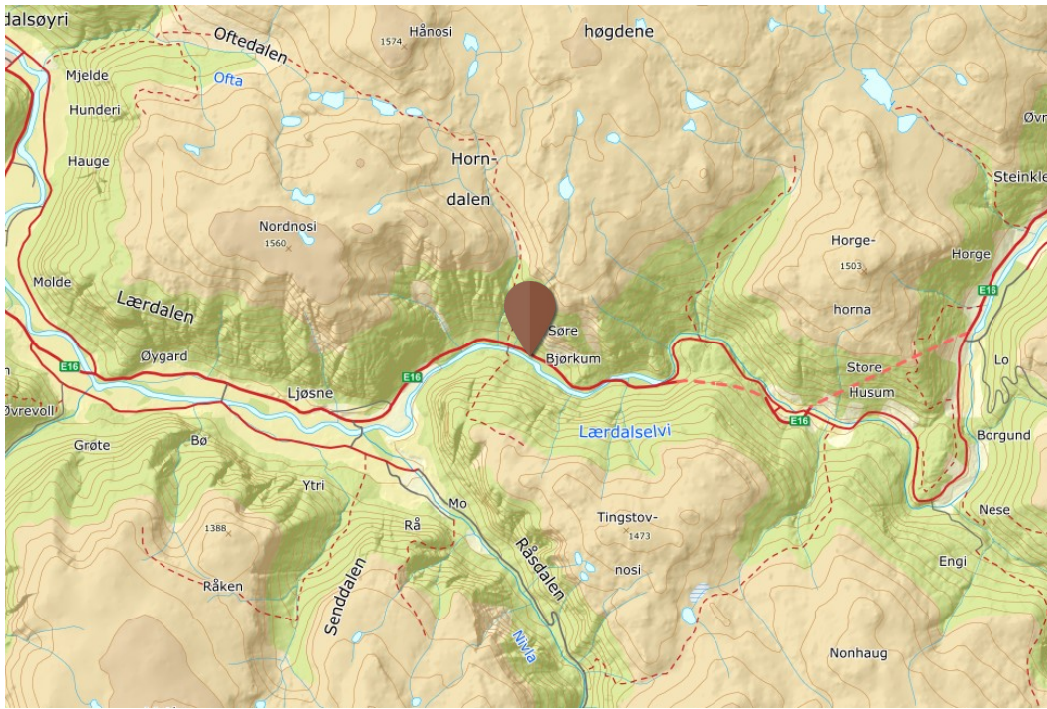 dalsøyri
Oftedalen
1574
Hånosi
høgdene
Mjelde
Ofta
Hunderi
Øvr
Hauge
Horn-
dalen
Steinkle
Nordnosi
1560
Horge-
Horge
1503
Molde
E16
Lærdalen
horna
Søre
Øygard
Bjørkum
Lo
E16
Store
E16
Ljøsne
Husum
Øvrevoll
E16
Lærdalselvi
Borgund
Grøte
Bø
Ytri
Mo
Nese
Rå
Tingstov-
1388
1473
Råsdalen
nosi
Engi
Råken
Senddalen
Nivla
Nonhaug